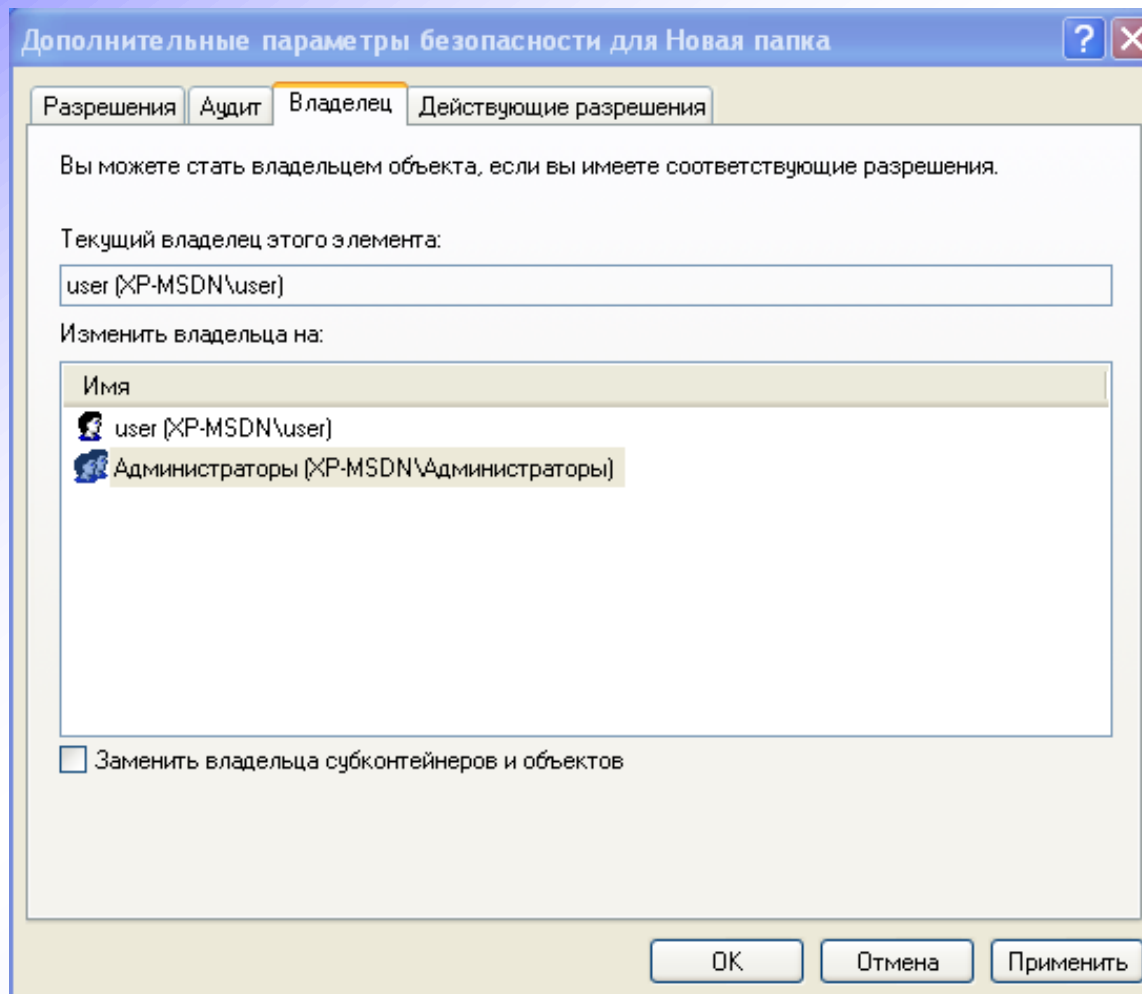 Дополнительные параметры безопасности для Новая папка
Разрешения Аудит Владелец Действующие разрешения
Вы можете стать владельцем объекта, если вы имеете соответствующие разрешения.
Текущий владелец этого элемента:
user (XP-MSDN\user)
Изменить владельца на:
Имя
user (XP-MSDN\user)
Администраторы (XP-MSDN\Администраторы)
Заменить владельца субконтейнеров и объектов
ОК Отмена Применить